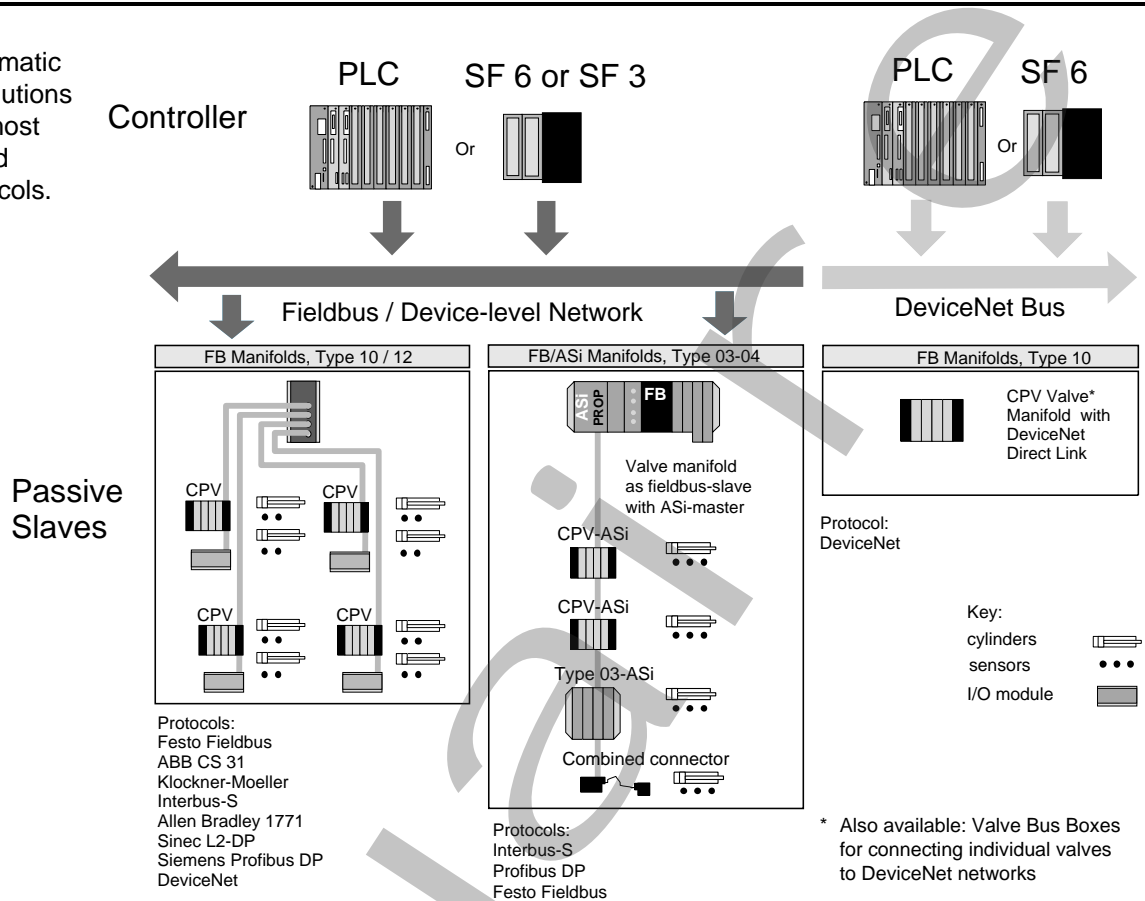 PLC
SF 6 or SF 3
PLC
SF 6
Controller
Or
Or
Fieldbus / Device-level Network
DeviceNet Bus
Passive
Slaves
FB Manifolds, Type 10 / 12
CPV
CPV
CPV
CPV
Protocols:
Festo Fieldbus
ABB CS 31
Klockner-Moeller
Interbus-S
Allen Bradley 1771
Sinec L2-DP
Siemens Profibus DP
DeviceNet
FB/ASi Manifolds, Type 03-04
ASi
PROP
FB
Valve manifold
as fieldbus-slave
with ASi-master
CPV-ASi
CPV-ASi
Type 03-ASi
Combined connector
Protocols:
Interbus-S
Profibus DP
Festo Fieldbus
FB Manifolds, Type 10
CPV Valve*
Manifold with
DeviceNet
Direct Link
Protocol:
DeviceNet
Key:
cylinders
sensors
I/O module
* Also available: Valve Bus Boxes
for connecting individual valves
to DeviceNet networks